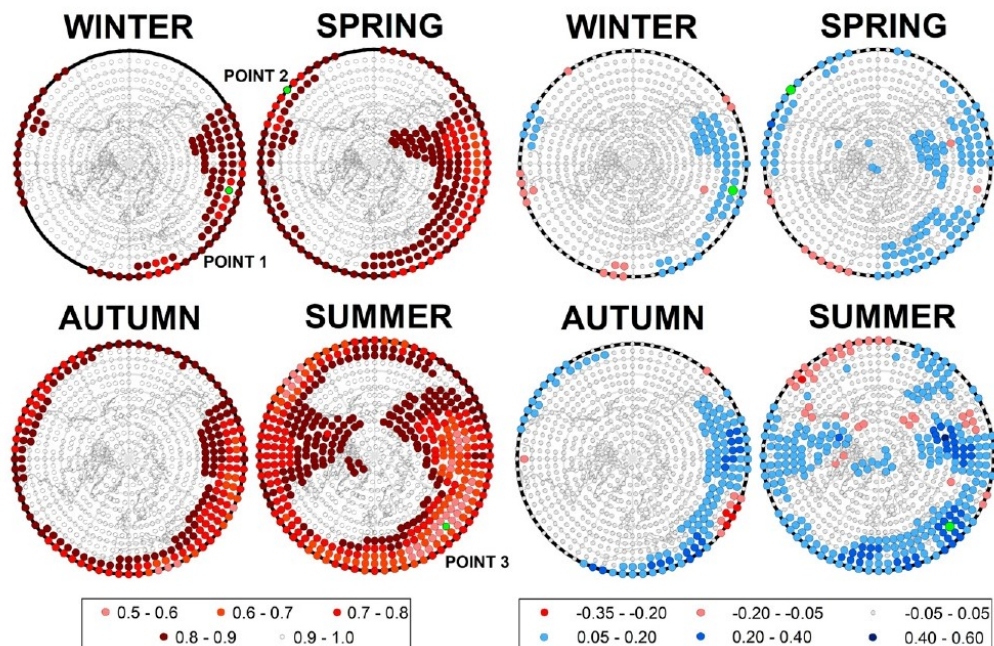 WINTER SPRING WINTER SPRING
POINT 2
POINT 1
AUTUMN SUMMER AUTUMN SUMMER
POINT 3
0.5 - 0.6 0.6 - 0.7 0.7 - 0.8
0.8 - 0.9 0.9 - 1.0
-0.35 - -0.20 -0.20 - -0.05 -0.05 - 0.05
0.05 - 0.20 0.20 - 0.40 0.40 - 0.60